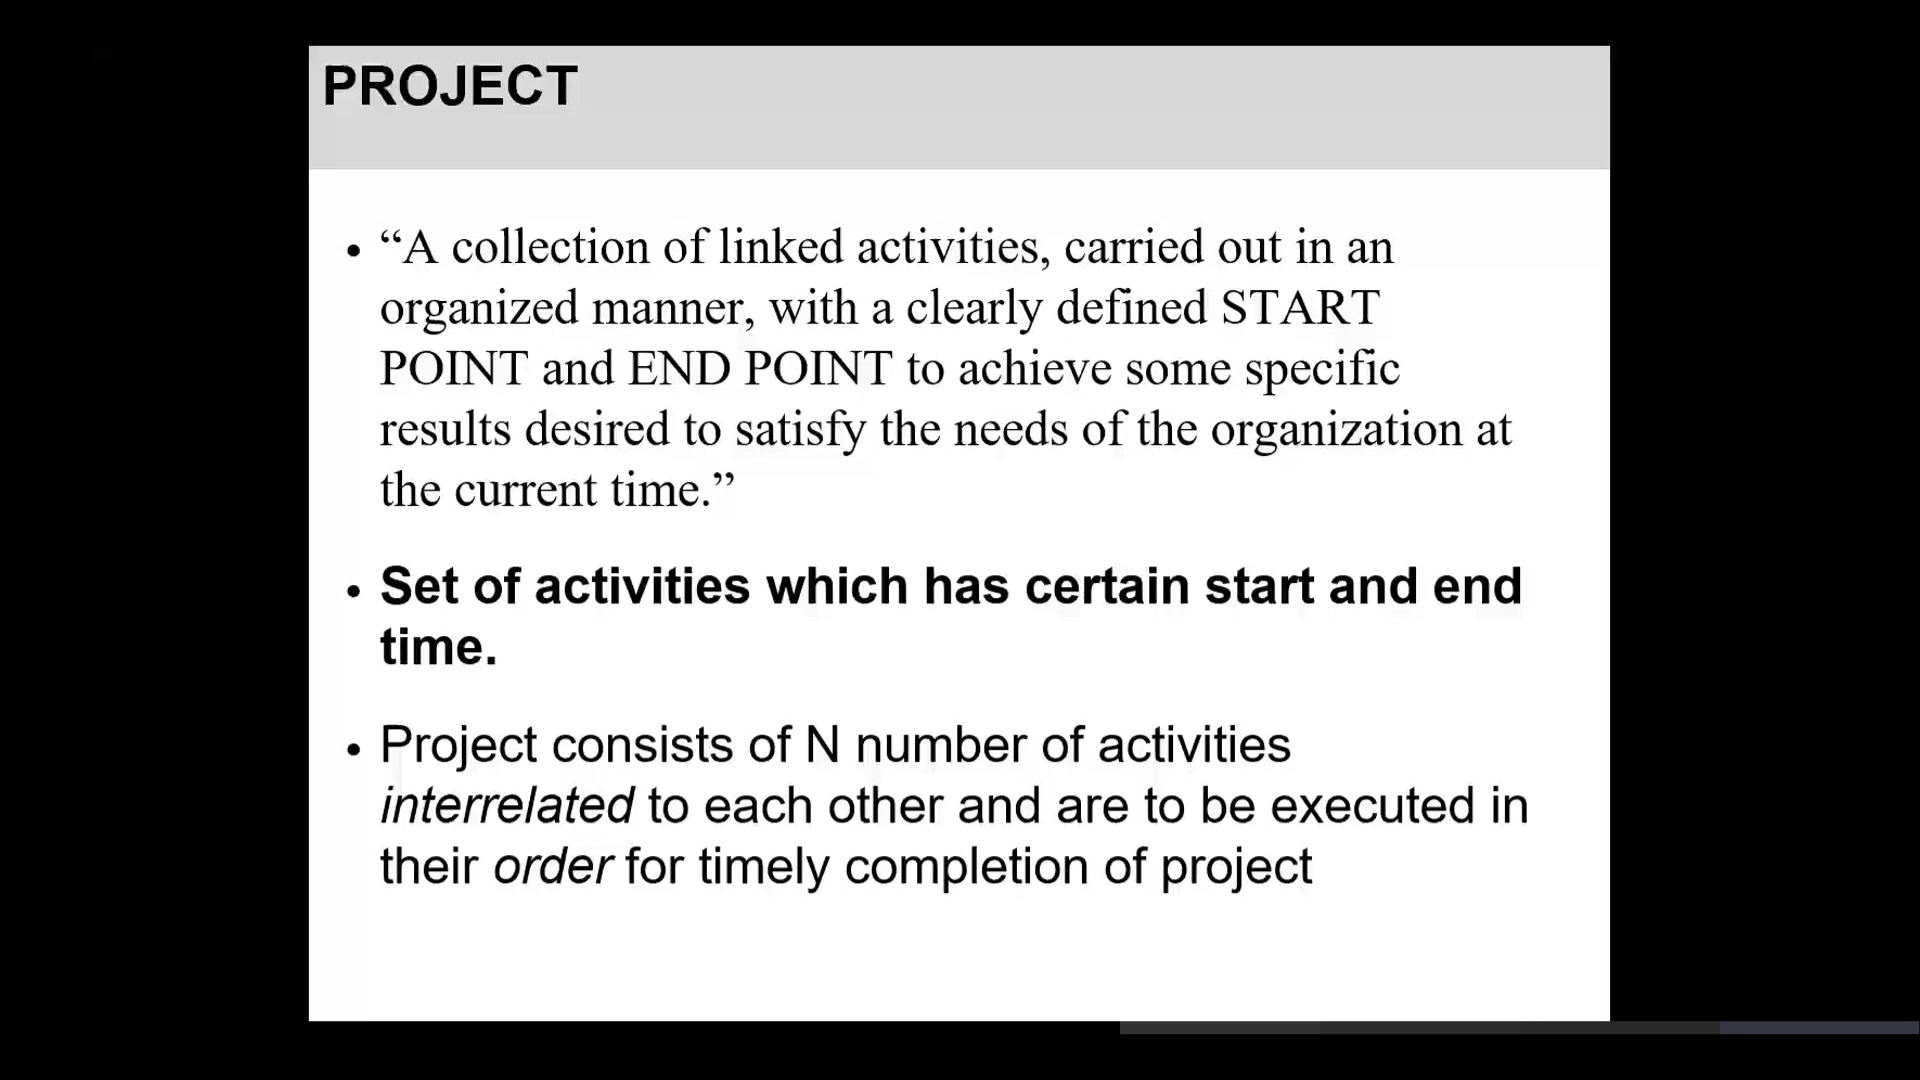 PROJECT
• “A collection of linked activities, carried out in an
organized manner, with a clearly defined START
POINT and END POINT to achieve some specific
results desired to satisfy the needs of the organization at
the current time.”
• Set of activities which has certain start and end
time.
• Project consists of N number of activities
interrelated to each other and are to be executed in
their order for timely completion of project